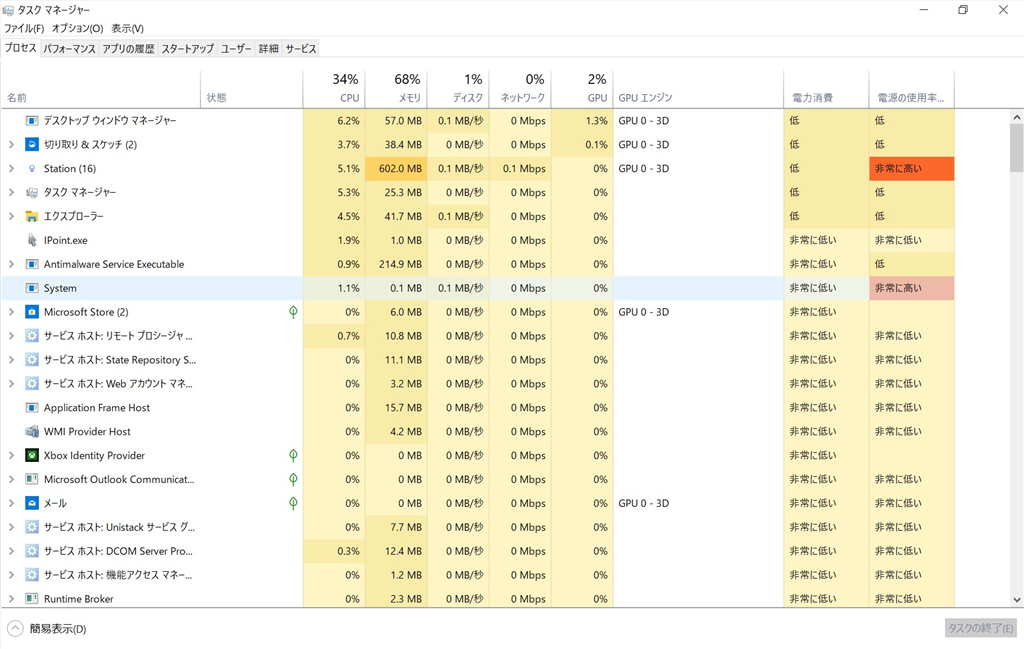 タスク マネージャー
ファイル(F) オプション(O) 表示(V)
プロセス パフォーマンス アプリの履歴 スタートアップ ユーザー 詳細 サービス
34% 68% 1% 0% 2%
名前 状態 CPU メモリ ディスク ネットワーク GPU GPU エンジン 電力消費 電源の使用率...
デスクトップ ウィンドウ マネージャー 6.2% 57.0 MB 0.1 MB/秒 0 Mbps 1.3% GPU 0 - 3D 低 低
切り取り & スケッチ (2) 3.7% 38.4 MB 0 MB/秒 0 Mbps 0.1% GPU 0 - 3D 低 低
Station (16) 5.1% 602.0 MB 0.1 MB/秒 0.1 Mbps 0% GPU 0 - 3D 低 非常に高い
タスク マネージャー 5.3% 25.3 MB 0 MB/秒 0 Mbps 0% 低 低
エクスプローラー 4.5% 41.7 MB 0.1 MB/秒 0 Mbps 0% 低 低
IPoint.exe 1.9% 1.0 MB 0 MB/秒 0 Mbps 0% 非常に低い 非常に低い
Antimalware Service Executable 0.9% 214.9 MB 0 MB/秒 0 Mbps 0% 非常に低い 低
System 1.1% 0.1 MB 0.1 MB/秒 0 Mbps 0% 非常に低い 非常に高い
Microsoft Store (2) 0% 6.0 MB 0 MB/秒 0 Mbps 0% GPU 0 - 3D 非常に低い
サービス ホスト: リモート プロシージャ ... 0.7% 10.8 MB 0 MB/秒 0 Mbps 0% 非常に低い 非常に低い
サービス ホスト: State Repository S... 0% 11.1 MB 0 MB/秒 0 Mbps 0% 非常に低い 非常に低い
サービス ホスト: Web アカウント マネ... 0% 3.2 MB 0 MB/秒 0 Mbps 0% 非常に低い 非常に低い
Application Frame Host 0% 15.7 MB 0 MB/秒 0 Mbps 0% 非常に低い 非常に低い
WMI Provider Host 0% 4.2 MB 0 MB/秒 0 Mbps 0% 非常に低い 非常に低い
Xbox Identity Provider 0% 0 MB 0 MB/秒 0 Mbps 0% 非常に低い
Microsoft Outlook Communicat... 0% 0 MB 0 MB/秒 0 Mbps 0% 非常に低い 非常に低い
メール 0% 0 MB 0 MB/秒 0 Mbps 0% GPU 0 - 3D 非常に低い 非常に低い
サービス ホスト: Unistack サービス グ... 0% 7.7 MB 0 MB/秒 0 Mbps 0% 非常に低い 非常に低い
サービス ホスト: DCOM Server Pro... 0.3% 12.4 MB 0 MB/秒 0 Mbps 0% 非常に低い 非常に低い
サービス ホスト: 機能アクセス マネー... 0% 1.2 MB 0 MB/秒 0 Mbps 0% 非常に低い 非常に低い
Runtime Broker 0% 2.3 MB 0 MB/秒 0 Mbps 0% 非常に低い 非常に低い
簡易表示(D) タスクの終了(E)